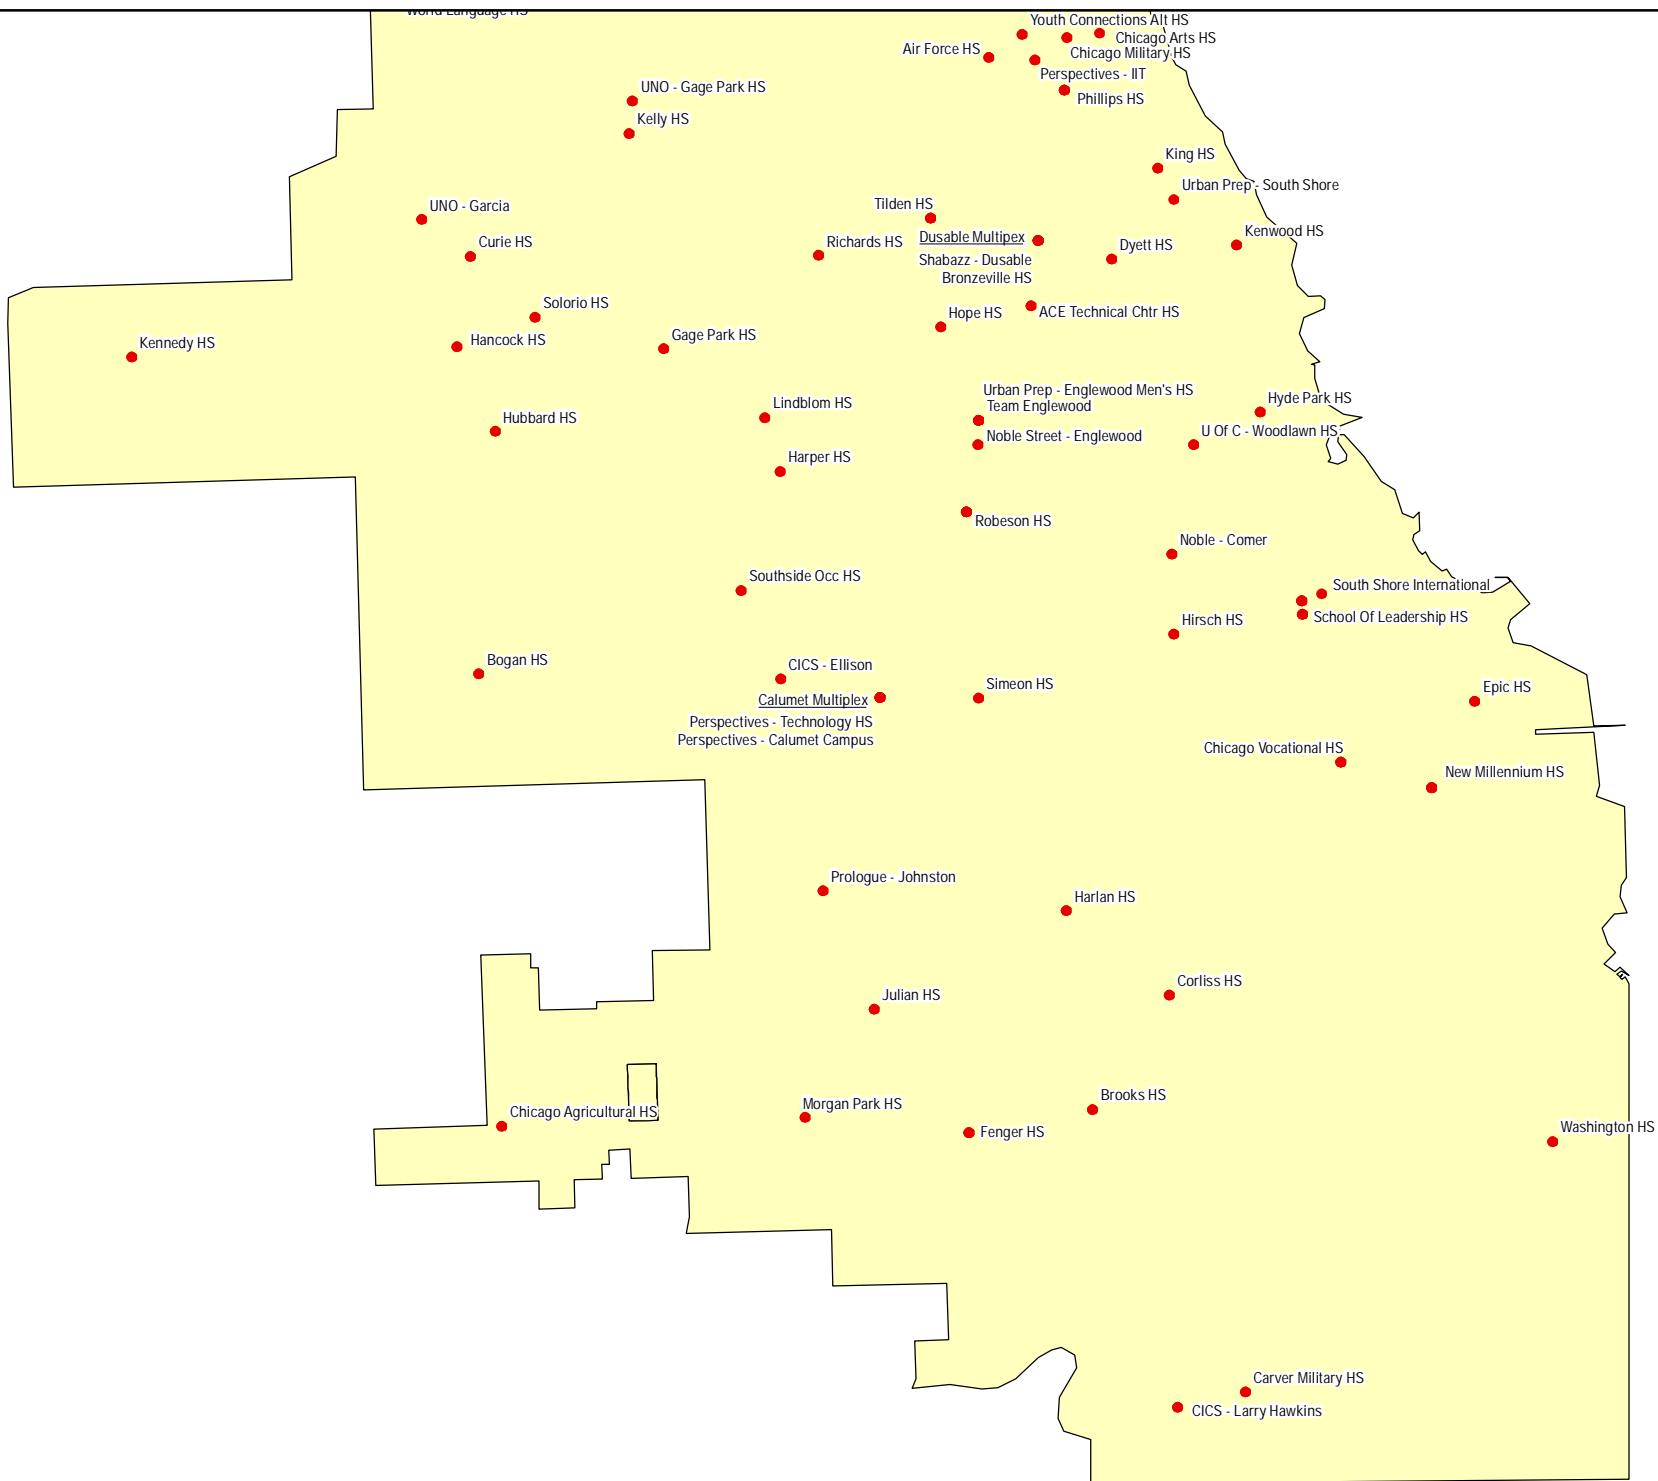 World Language HS
Youth Connections Alt HS
Chicago Arts HS
Air Force HS
Chicago Military HS
Perspectives - IIT
UNO - Gage Park HS
Phillips HS
Kelly HS
King HS
Urban Prep - South Shore
UNO - Garcia
Tilden HS
Kenwood HS
Dusable Multipex
Curie HS
Richards HS
Dyett HS
Shabazz - Dusable
Bronzeville HS
Solorio HS
Hope HS
ACE Technical Chtr HS
Gage Park HS
Hancock HS
Kennedy HS
Urban Prep - Englewood Men's HS
Hyde Park HS
Lindblom HS
Team Englewood
Hubbard HS
U Of C - Woodlawn HS
Noble Street - Englewood
Harper HS
Robeson HS
Noble - Comer
Southside Occ HS
South Shore International
School Of Leadership HS
Hirsch HS
Bogan HS
CICS - Ellison
Simeon HS
Epic HS
Calumet Multiplex
Perspectives - Technology HS
Perspectives - Calumet Campus
Chicago Vocational HS
New Millennium HS
Prologue - Johnston
Harlan HS
Corliss HS
Julian HS
Brooks HS
Morgan Park HS
Chicago Agricultural HS
Washington HS
Fenger HS
Carver Military HS
CICS - Larry Hawkins